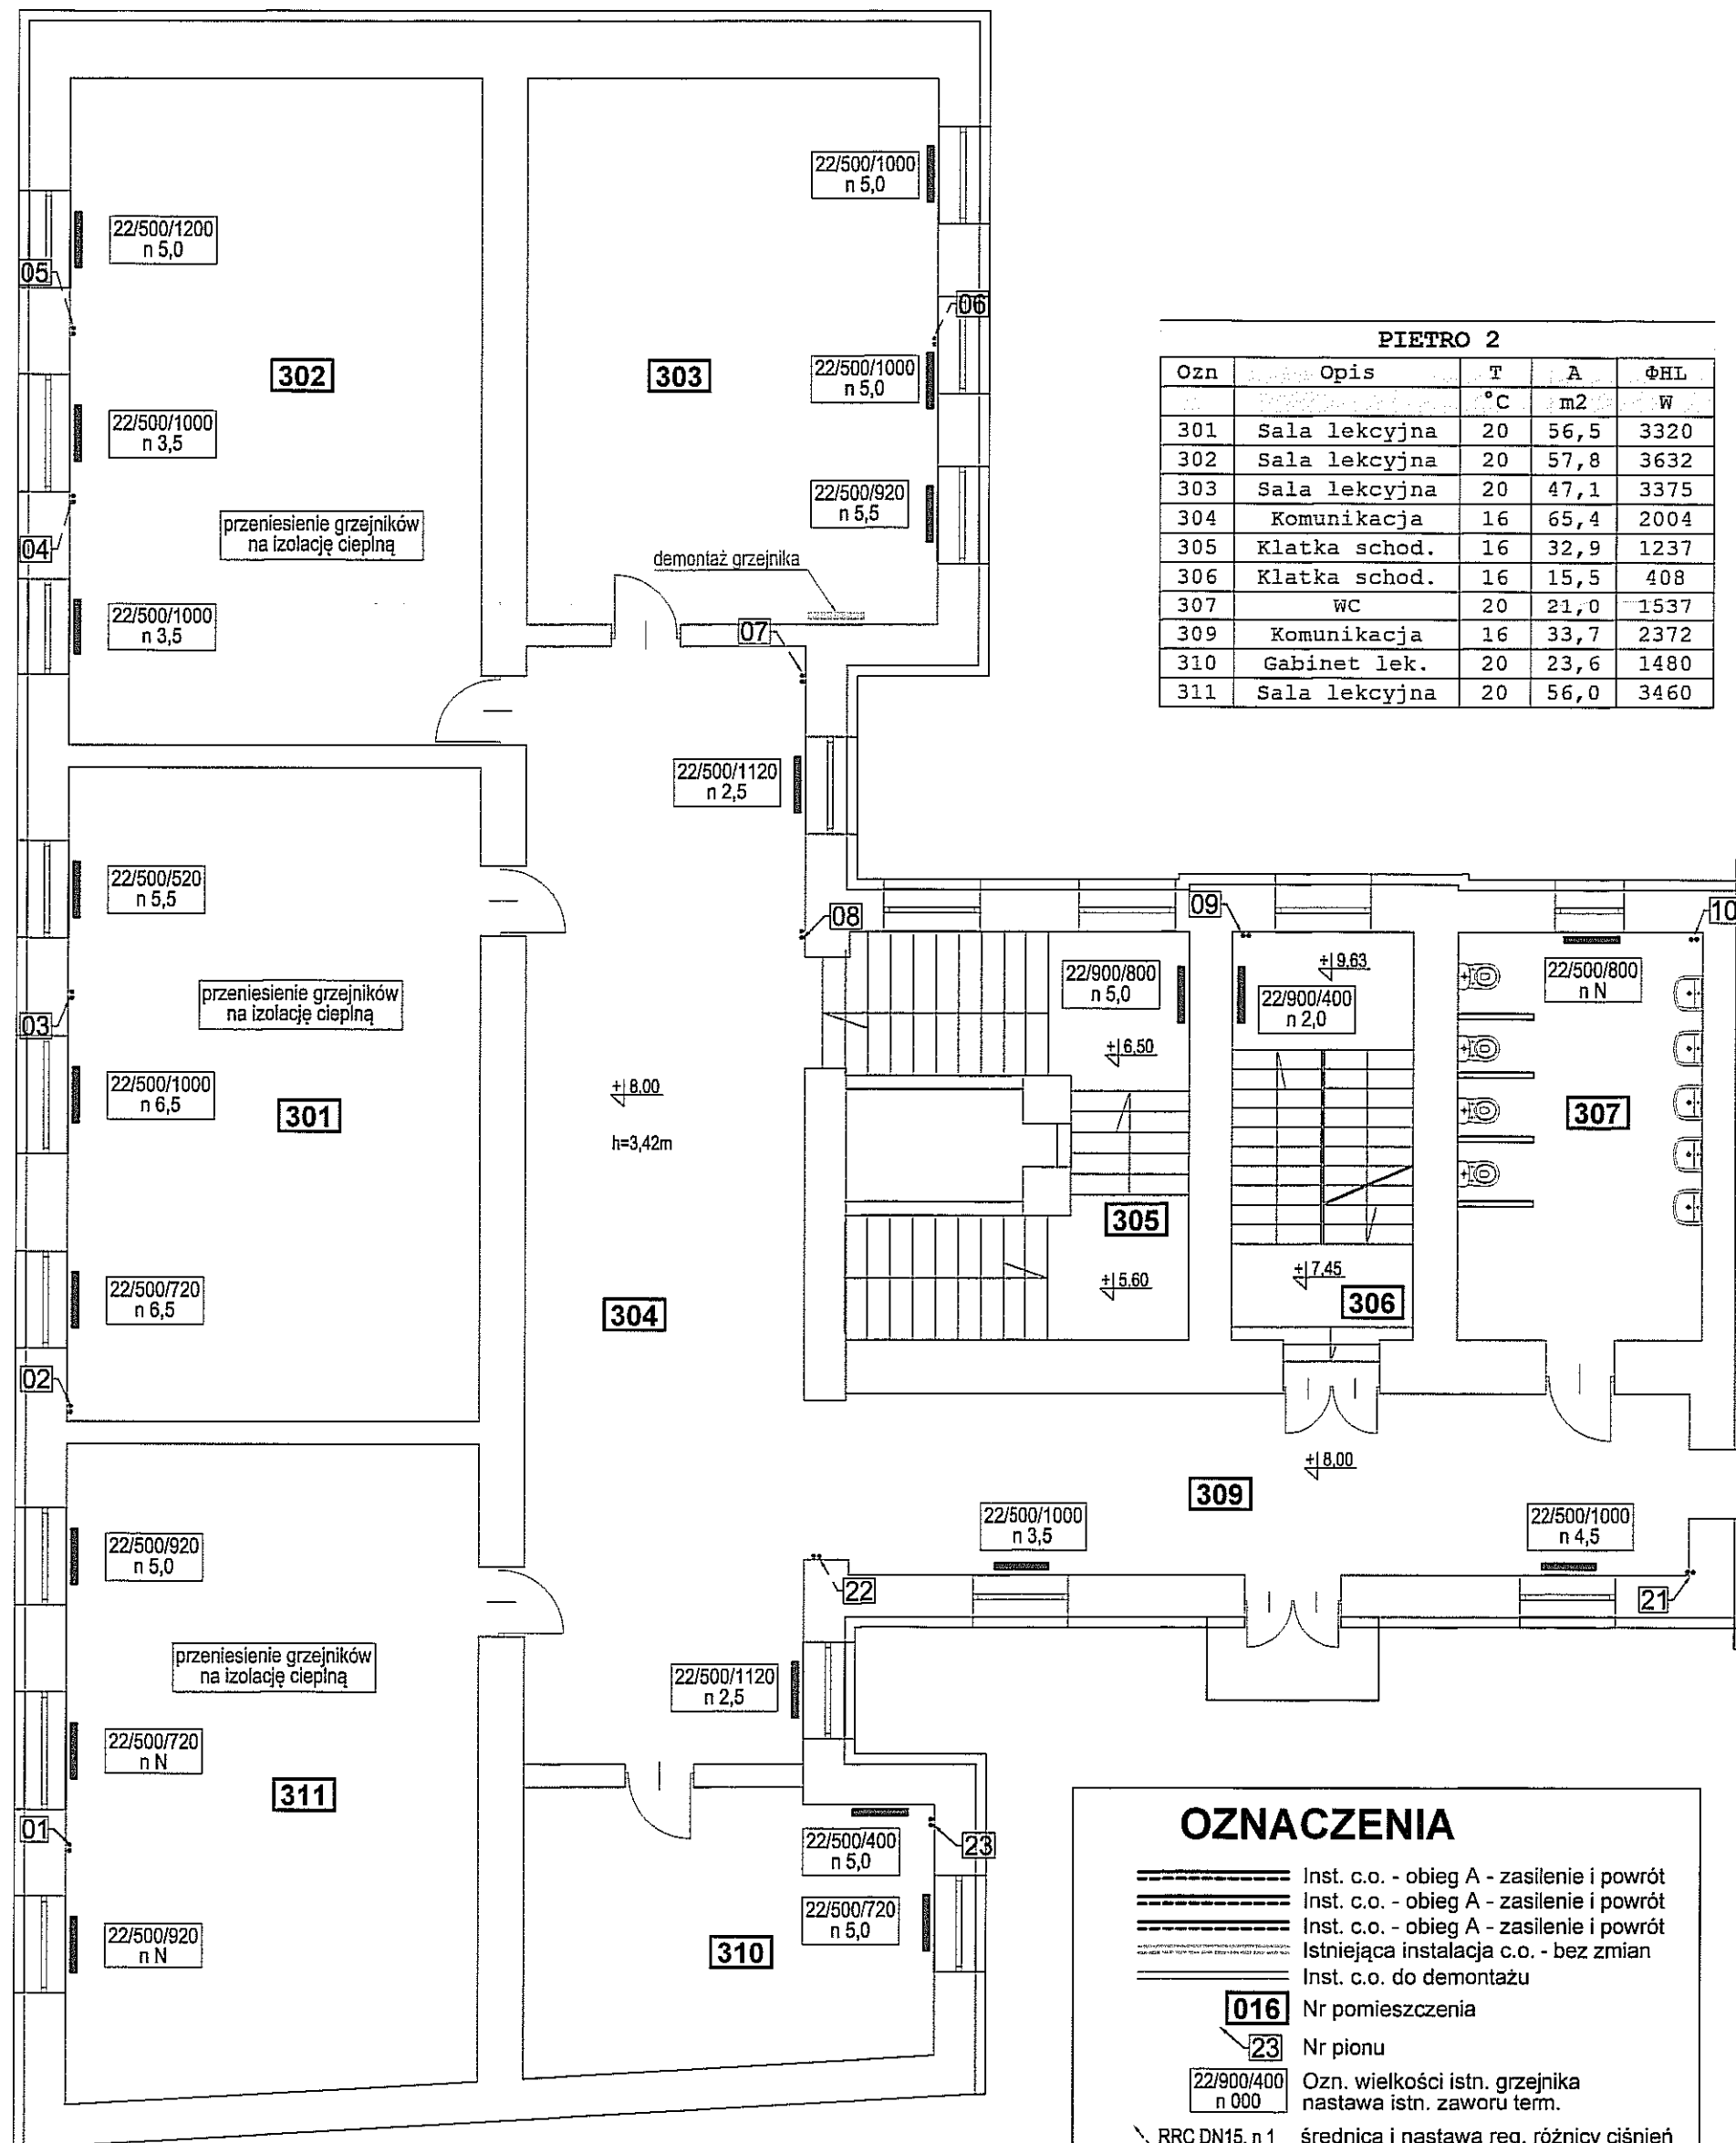 22/500/1000
n 5,0
22/500/1200
n 5,0
05
06
302
303
22/500/1000
n 5,0
22/500/1000
n 3,5
22/500/920
n 5,5
przeniesienie grzejników
na izolację cieplną
04
demontaż grzejnika
22/500/1000
n 3,5
07
PIETRO 2
Ozn Opis T A ΦHL
°C m2 W
301 Sala lekcyjna 20 56,5 3320
302 Sala lekcyjna 20 57,8 3632
303 Sala lekcyjna 20 47,1 3375
304 Komunikacja 16 65,4 2004
305 Klatka schod. 16 32,9 1237
306 Klatka schod. 16 15,5 408
307 WC 20 21,0 1537
309 Komunikacja 16 33,7 2372
310 Gabinet lek. 20 23,6 1480
311 Sala lekcyjna 20 56,0 3460
22/500/1120
n 2,5
22/500/520
n 5,5
08
09
10
przeniesienie grzejników
na izolację cieplną
03
22/900/800
n 5,0
+9,63
22/900/400
n 2,0
22/500/800
n N
+6,50
22/500/1000
n 6,5
301
+8,00
h=3,42m
307
305
22/500/720
n 6,5
304
+5,60
+7,45
306
02
+8,00
309
22/500/920
n 5,0
22/500/1000
n 3,5
22/500/1000
n 4,5
22
21
przeniesienie grzejników
na izolację cieplną
22/500/1120
n 2,5
22/500/720
n N
311
01
22/500/400
n 5,0
23
22/500/920
n N
22/500/720
n 5,0
310
OZNACZENIA
Inst. c.o. - obieg A - zasilenie i powrót
Inst. c.o. - obieg A - zasilenie i powrót
Inst. c.o. - obieg A - zasilenie i powrót
Istniejąca instalacja c.o. - bez zmian
Inst. c.o. do demontażu
016 Nr pomieszczenia
23 Nr pionu
22/900/400 Ozn. wielkości istn. grzejnika
n 000 nastawa istn. zaworu term.
RRC DN15, n 1 średnica i nastawa reg. różnicy ciśnień